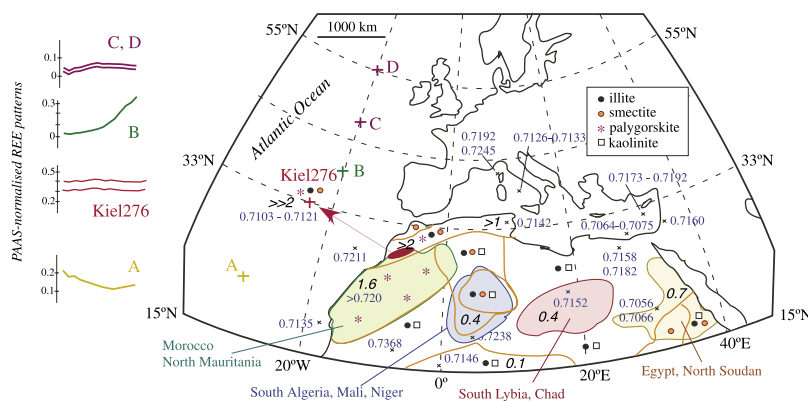 C, D
0.1
0
0.3
0.1
B
0.5
0.2
Kiel276
A
0.2
0.1
PAAS-normalised REE patterns
55ºN
1000 km
55ºN
Atlantic Ocean
33ºN
33ºN
15ºN
15ºN
D
C
B
A
Kiel276
>>2
0.7103 - 0.7121
illite
smectite
palygorskite
kaolinite
0.7192
0.7245
0.7126-0.7133
0.7173 - 0.7192
0.7160
0.7064-0.7075
0.7158
0.7182
>1
0.7142
>2
0.7211
1.6
>0.720
0.7135
0.7368
0.4
0.7238
0.7146
0.1
0.7152
0.4
0.7056
0.7066
0.7
Morocco
North Mauritania
20ºW
0º
20ºE
40ºE
South Algeria, Mali, Niger
South Lybia, Chad
Egypt, North Soudan